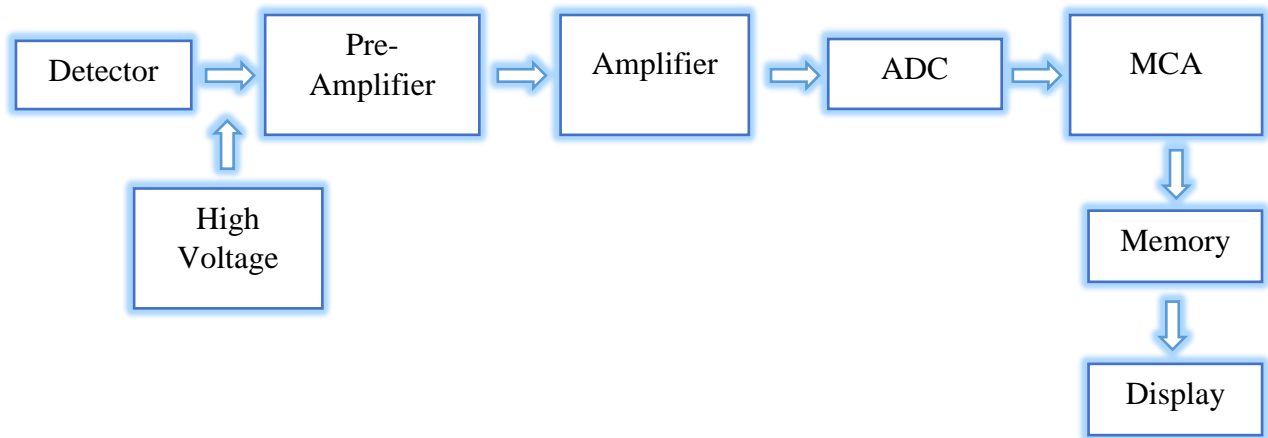 Detector
Pre-
Amplifier
Amplifier
ADC
MCA
High
Voltage
Memory
Display